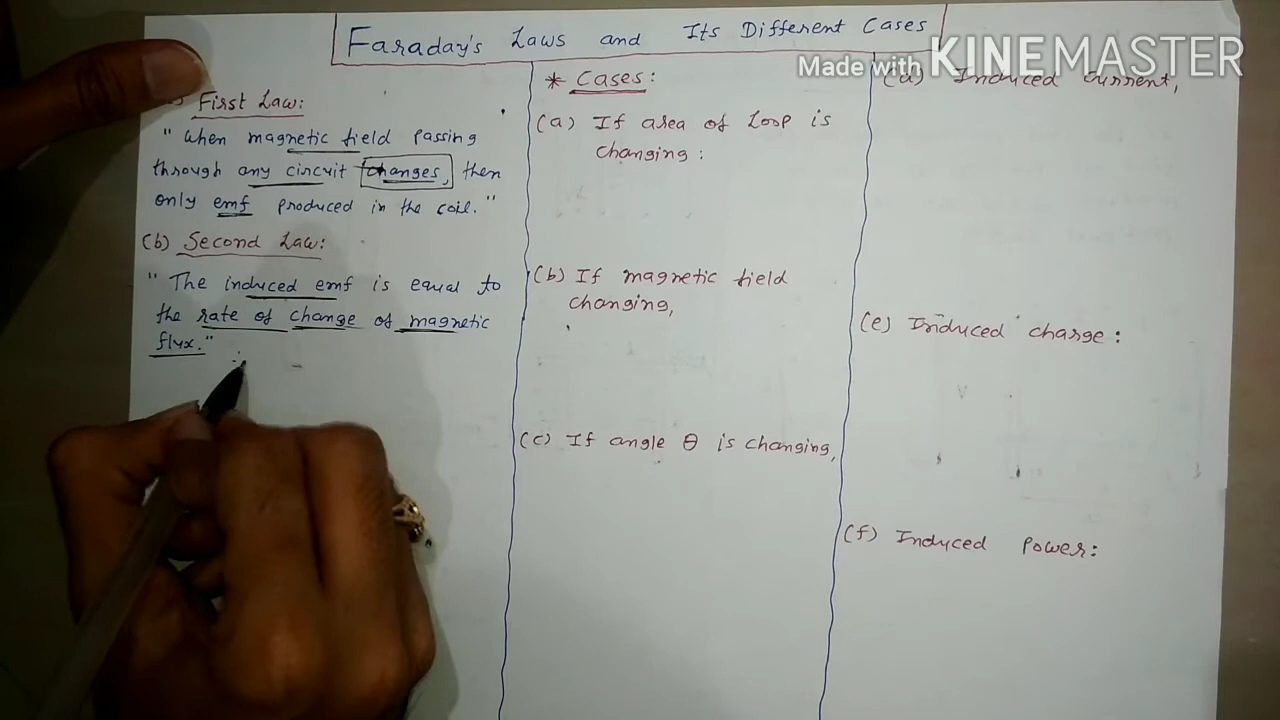 Faraday's Laws and Its Different Cases
Made with KINEMASTER
First Law:
" When magnetic field passing
through any circuit changes, then
only emf produced in the coil. "
(b) Second Law:
" The induced emf is equal to
the rate of change of magnetic
flux. "
* Cases:
(a) If area of Loop is
changing:
(b) If magnetic field
changing,
(c) If angle θ is changing,
(d) Induced current,
(e) Induced charge:
(f) Induced Power: